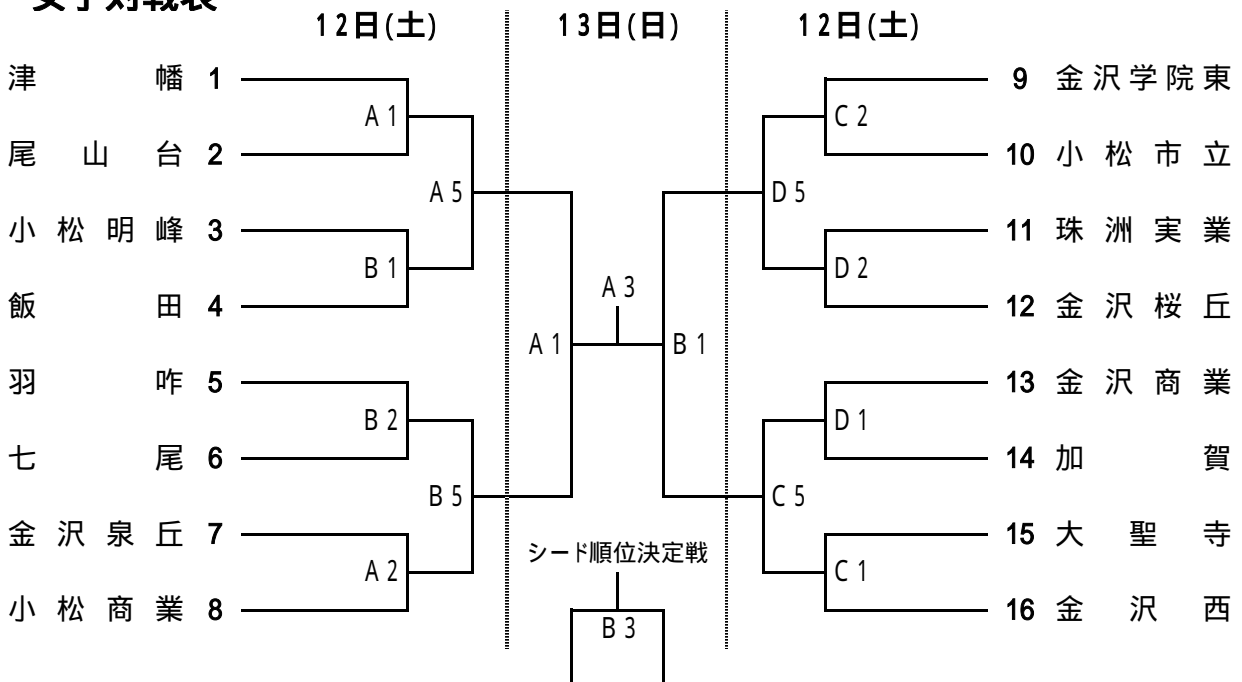 女子対戦表
12日(土) 13日(日) 12日(土)
津幡 1 9 金沢学院東
A1 C2
尾山台 2 10 小松市立
A5 D5
小松明峰 3 11 珠洲実業
B1 D2
A3
飯田 4 12 金沢桜丘
A1 B1
羽咋 5 13 金沢商業
B2 D1
七尾 6 14 加賀
B5 C5
金沢泉丘 7 15 大聖寺
シード順位決定戦
A2 C1
小松商業 8 16 金沢西
B3